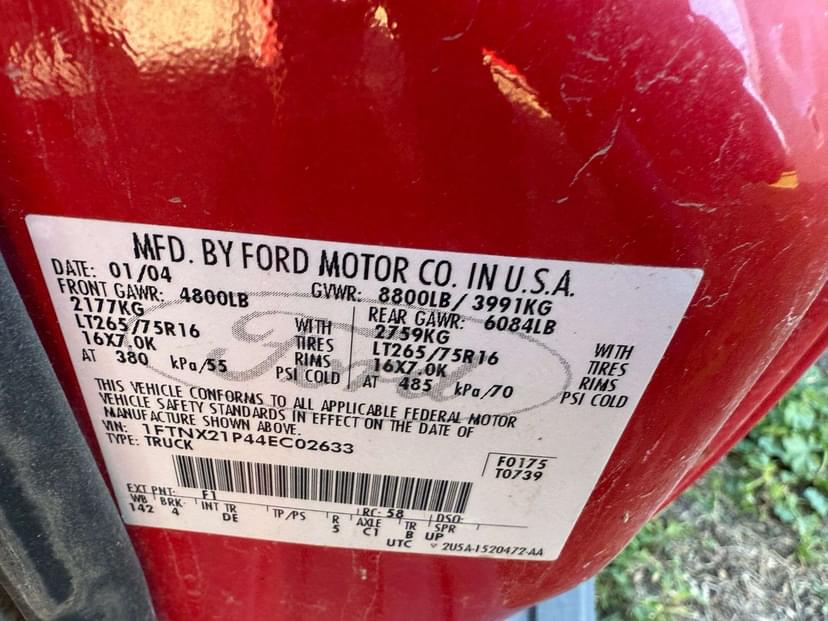 MFD. BY FORD MOTOR CO. IN U.S.A.
DATE: 01/04 GVWR: 8800LB/ 3991KG
FRONT GAWR: 4800LB REAR GAWR: 6084LB
2177KG WITH 2759KG WITH
LT265/75R16 TIRES LT265/75R16 TIRES
16X7.0K RIMS 16X7.0K RIMS
AT 380 kPa/55 PSI COLD AT 485 kPa/70 PSI COLD
Ford
THIS VEHICLE CONFORMS TO ALL APPLICABLE FEDERAL MOTOR
VEHICLE SAFETY STANDARDS IN EFFECT ON THE DATE OF
MANUFACTURE SHOWN ABOVE.
VIN: 1FTNX21P44EC02633
TYPE: TRUCK
F0175
T0739
EXT PNT: F1 RC: 58 DSO:
WB BRK INT TR TP/PS R AXLE TR SPR
142 4 DE 5 C1 B UP
UTC 2U5A-1520472-AA